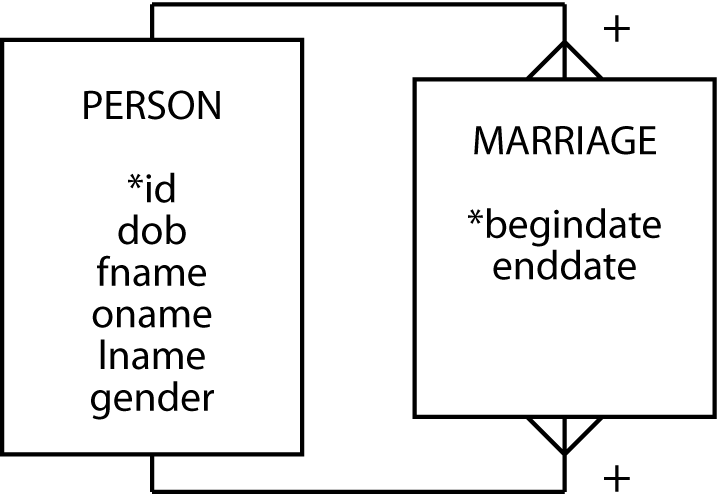 PERSON
*id
dob
fname
oname
lname
gender
+
MARRIAGE
*begindate
enddate
+